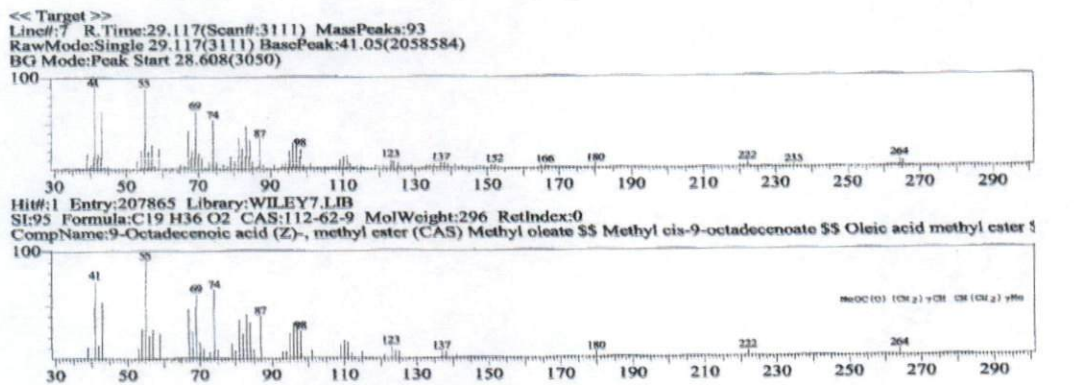 << Target >>
Line#:7 R.Time:29.117(Scan#:3111) MassPeaks:93
RawMode:Single 29.117(3111) BasePeak:41.05(2058584)
BG Mode:Peak Start 28.608(3050)
100
41 55 69 74 87 98 123 137 152 166 180 222 235 264
30 50 70 90 110 130 150 170 190 210 230 250 270 290
Hit#:1 Entry:207865 Library:WILEY7.LIB
SI:95 Formula:C19 H36 O2 CAS:112-62-9 MolWeight:296 RetIndex:0
CompName:9-Octadecenoic acid (Z)-, methyl ester (CAS) Methyl oleate $$ Methyl cis-9-octadecenoate $$ Oleic acid methyl ester $
100
41 55 69 74 87 98 123 137 180 222 264
MeOC(O) (CH2)7CH CH(CH2)7Me
30 50 70 90 110 130 150 170 190 210 230 250 270 290